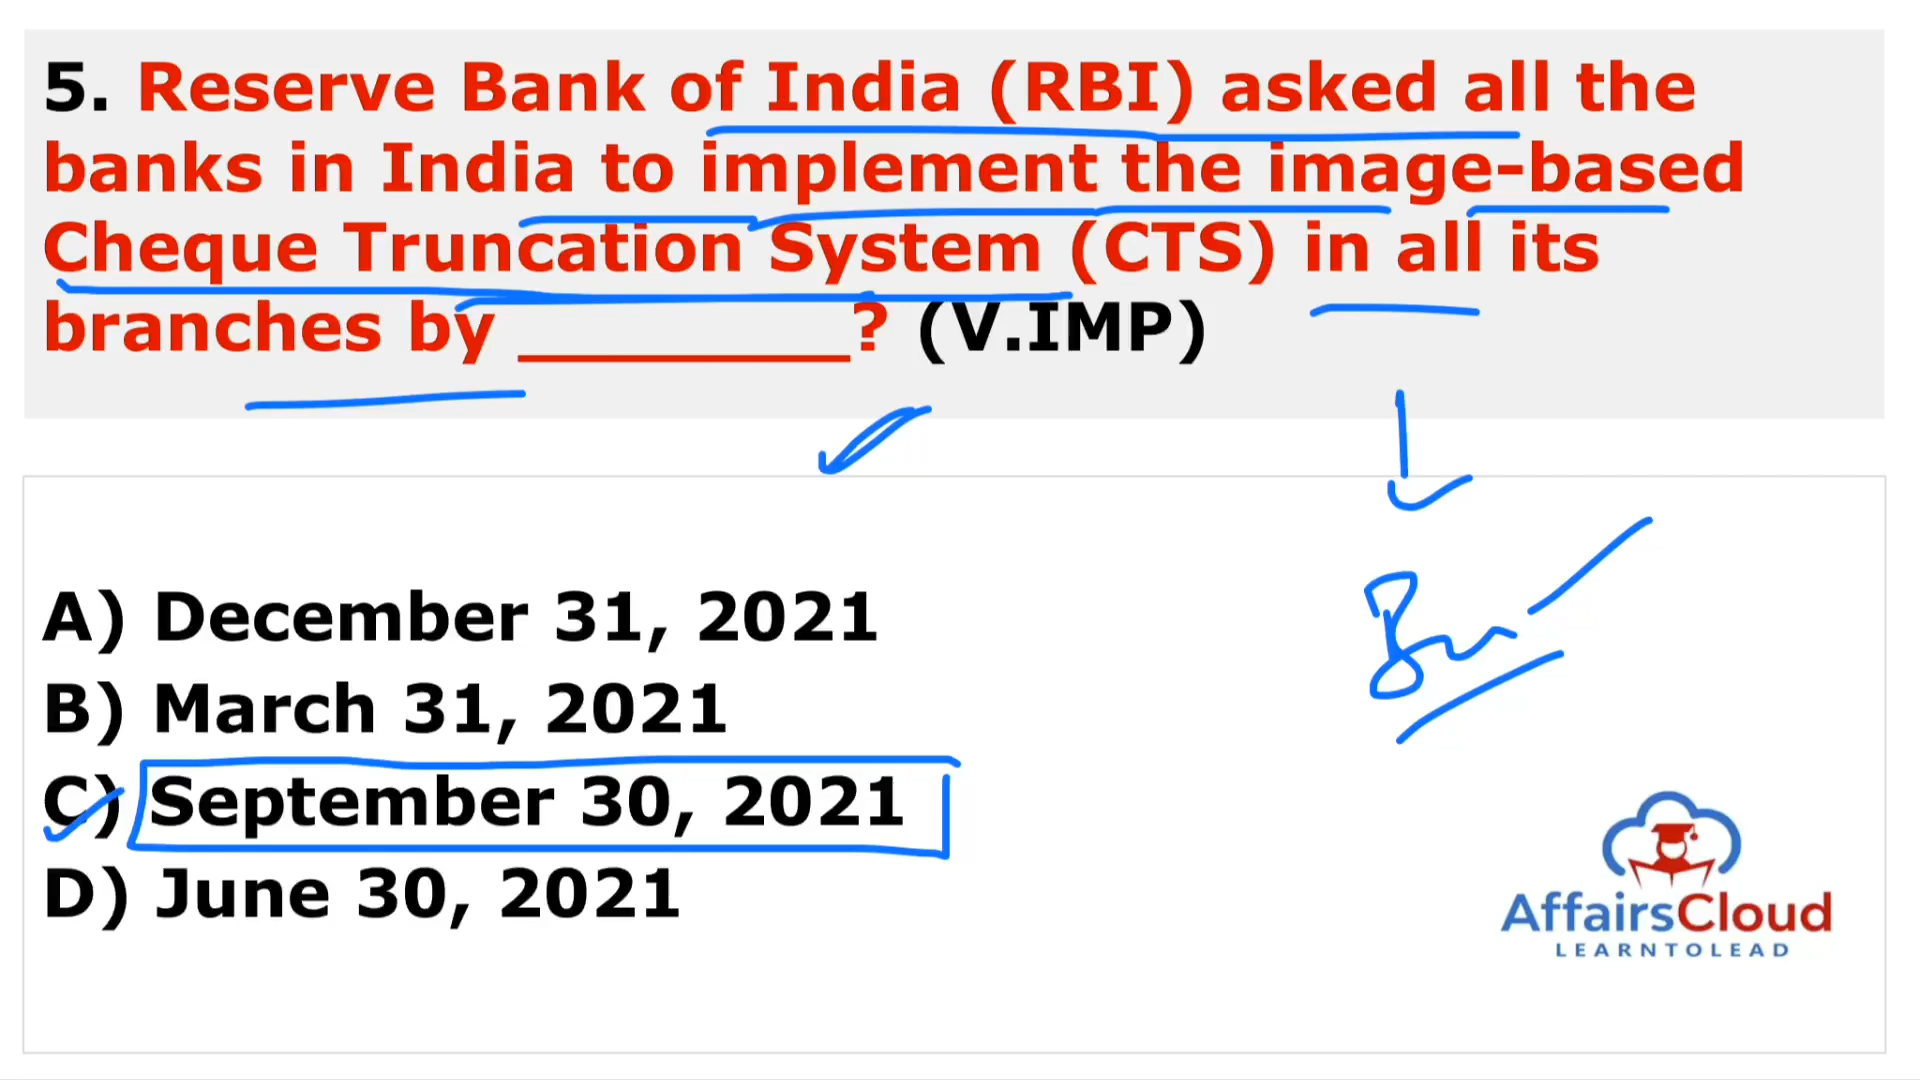 5. Reserve Bank of India (RBI) asked all the
banks in India to implement the image-based
Cheque Truncation System (CTS) in all its
branches by __________? (V.IMP)
A) December 31, 2021
B) March 31, 2021
C) September 30, 2021
D) June 30, 2021
AffairsCloud
LEARNTOLEAD